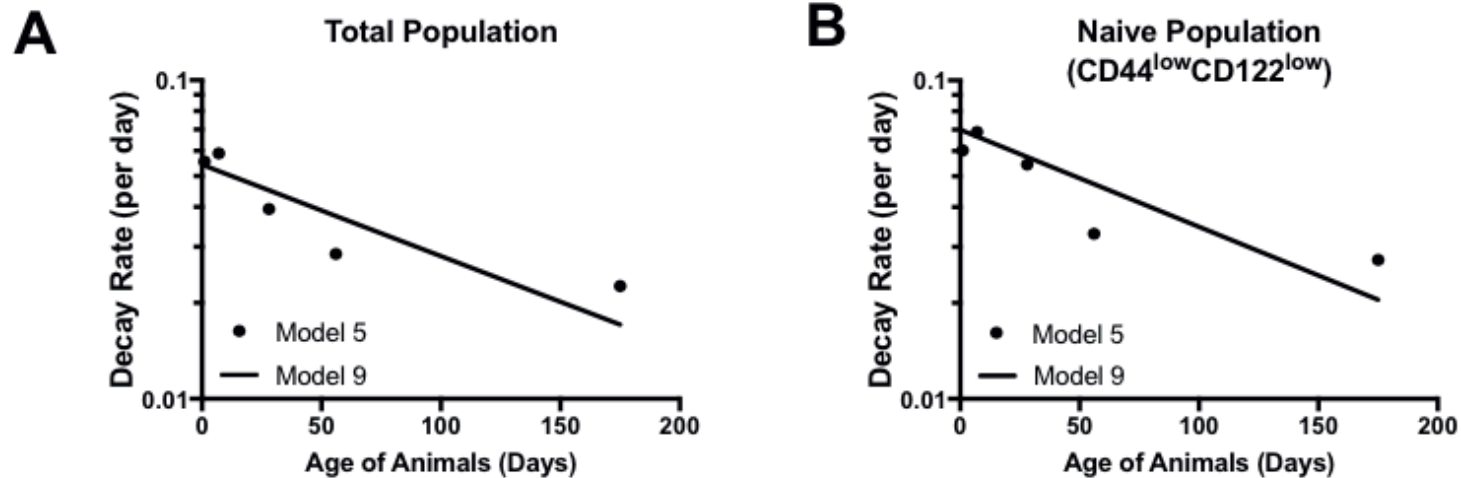 A
Total Population
0.1
0.01
Decay Rate (per day)
Model 5
Model 9
0 50 100 150 200
Age of Animals (Days)
B
Naive Population
(CD44lowCD122low)
0.1
0.01
Decay Rate (per day)
Model 5
Model 9
0 50 100 150 200
Age of Animals (Days)